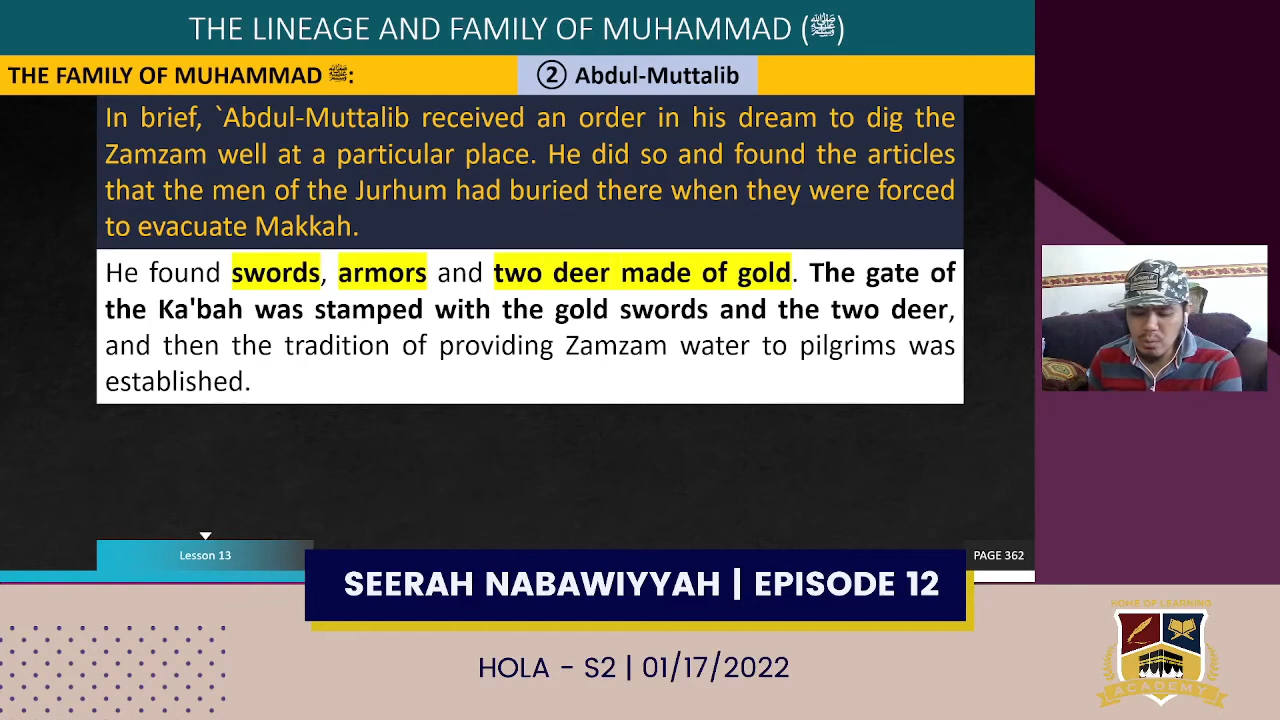 THE LINEAGE AND FAMILY OF MUHAMMAD (ﷺ)
THE FAMILY OF MUHAMMAD ﷺ:
② Abdul-Muttalib
In brief, `Abdul-Muttalib received an order in his dream to dig the
Zamzam well at a particular place. He did so and found the articles
that the men of the Jurhum had buried there when they were forced
to evacuate Makkah.
He found swords, armors and two deer made of gold. The gate of
the Ka'bah was stamped with the gold swords and the two deer,
and then the tradition of providing Zamzam water to pilgrims was
established.
Lesson 13
PAGE 362
SEERAH NABAWIYYAH | EPISODE 12
HOLA - S2 | 01/17/2022
HOME OF LEARNING
ACADEMY